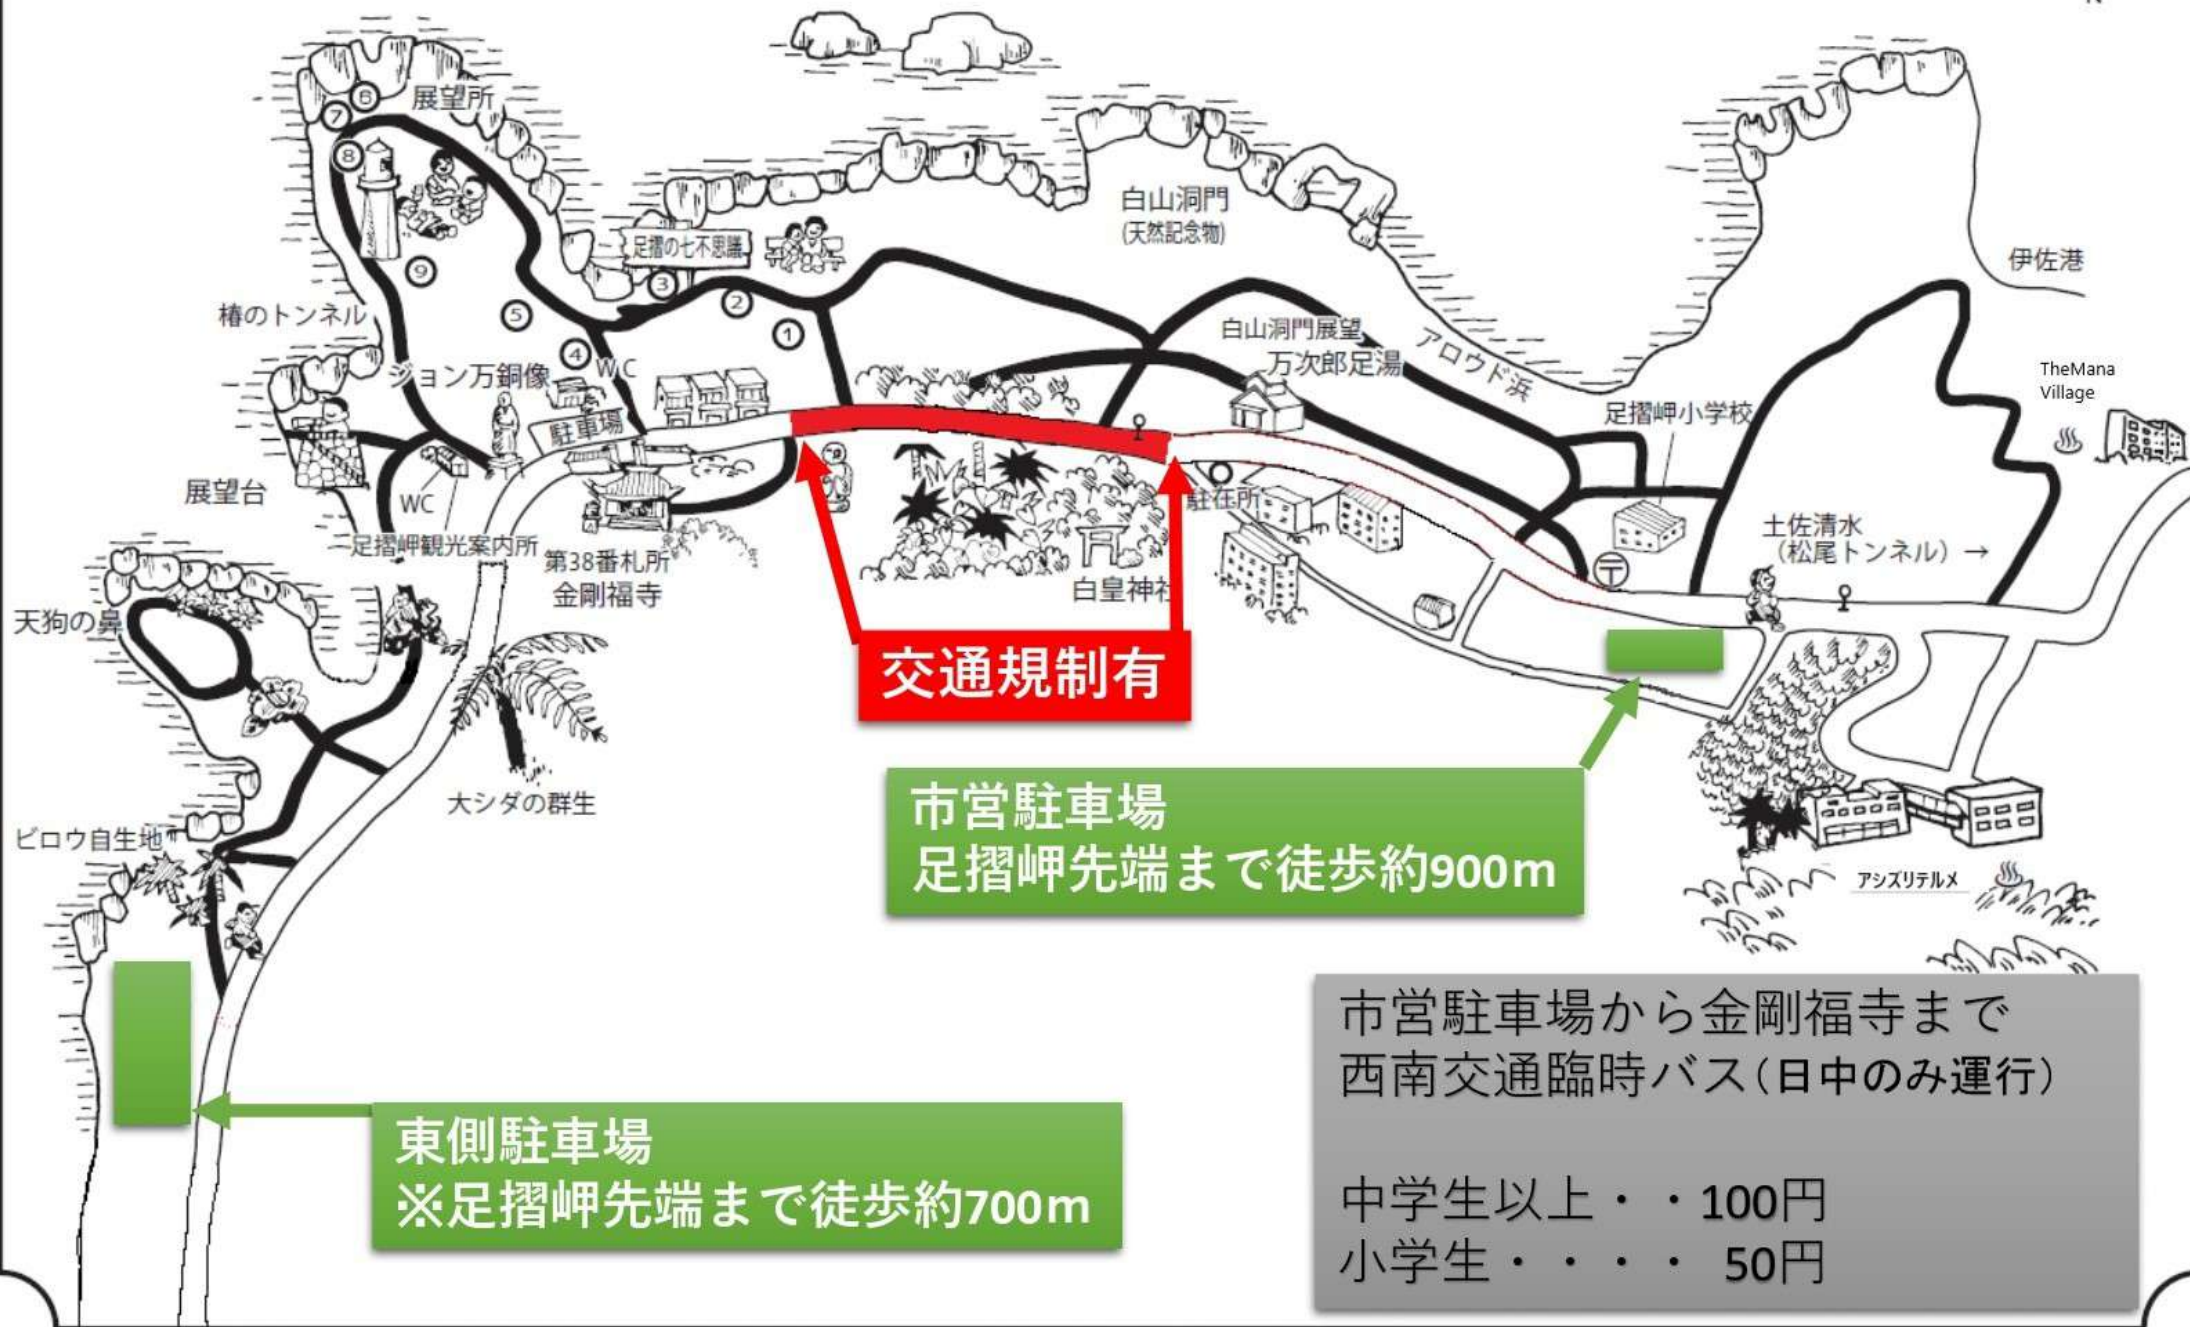 展望所
⑥
⑦
⑧
⑨
⑤
④
③
②
①
足摺の七不思議
白山洞門
(天然記念物)
伊佐港
椿のトンネル
ジョン万銅像
WC
駐車場
白山洞門展望
万次郎足湯
アロウド浜
TheMana
Village
足摺岬小学校
展望台
WC
足摺岬観光案内所
第38番札所
金剛福寺
駐在所
白皇神社
土佐清水
(松尾トンネル)→
〒
天狗の鼻
交通規制有
大シダの群生
ビロウ自生地
市営駐車場
足摺岬先端まで徒歩約900m
アシズリテルメ
東側駐車場
※足摺岬先端まで徒歩約700m
市営駐車場から金剛福寺まで
西南交通臨時バス(日中のみ運行)
中学生以上・・100円
小学生・・・・ 50円